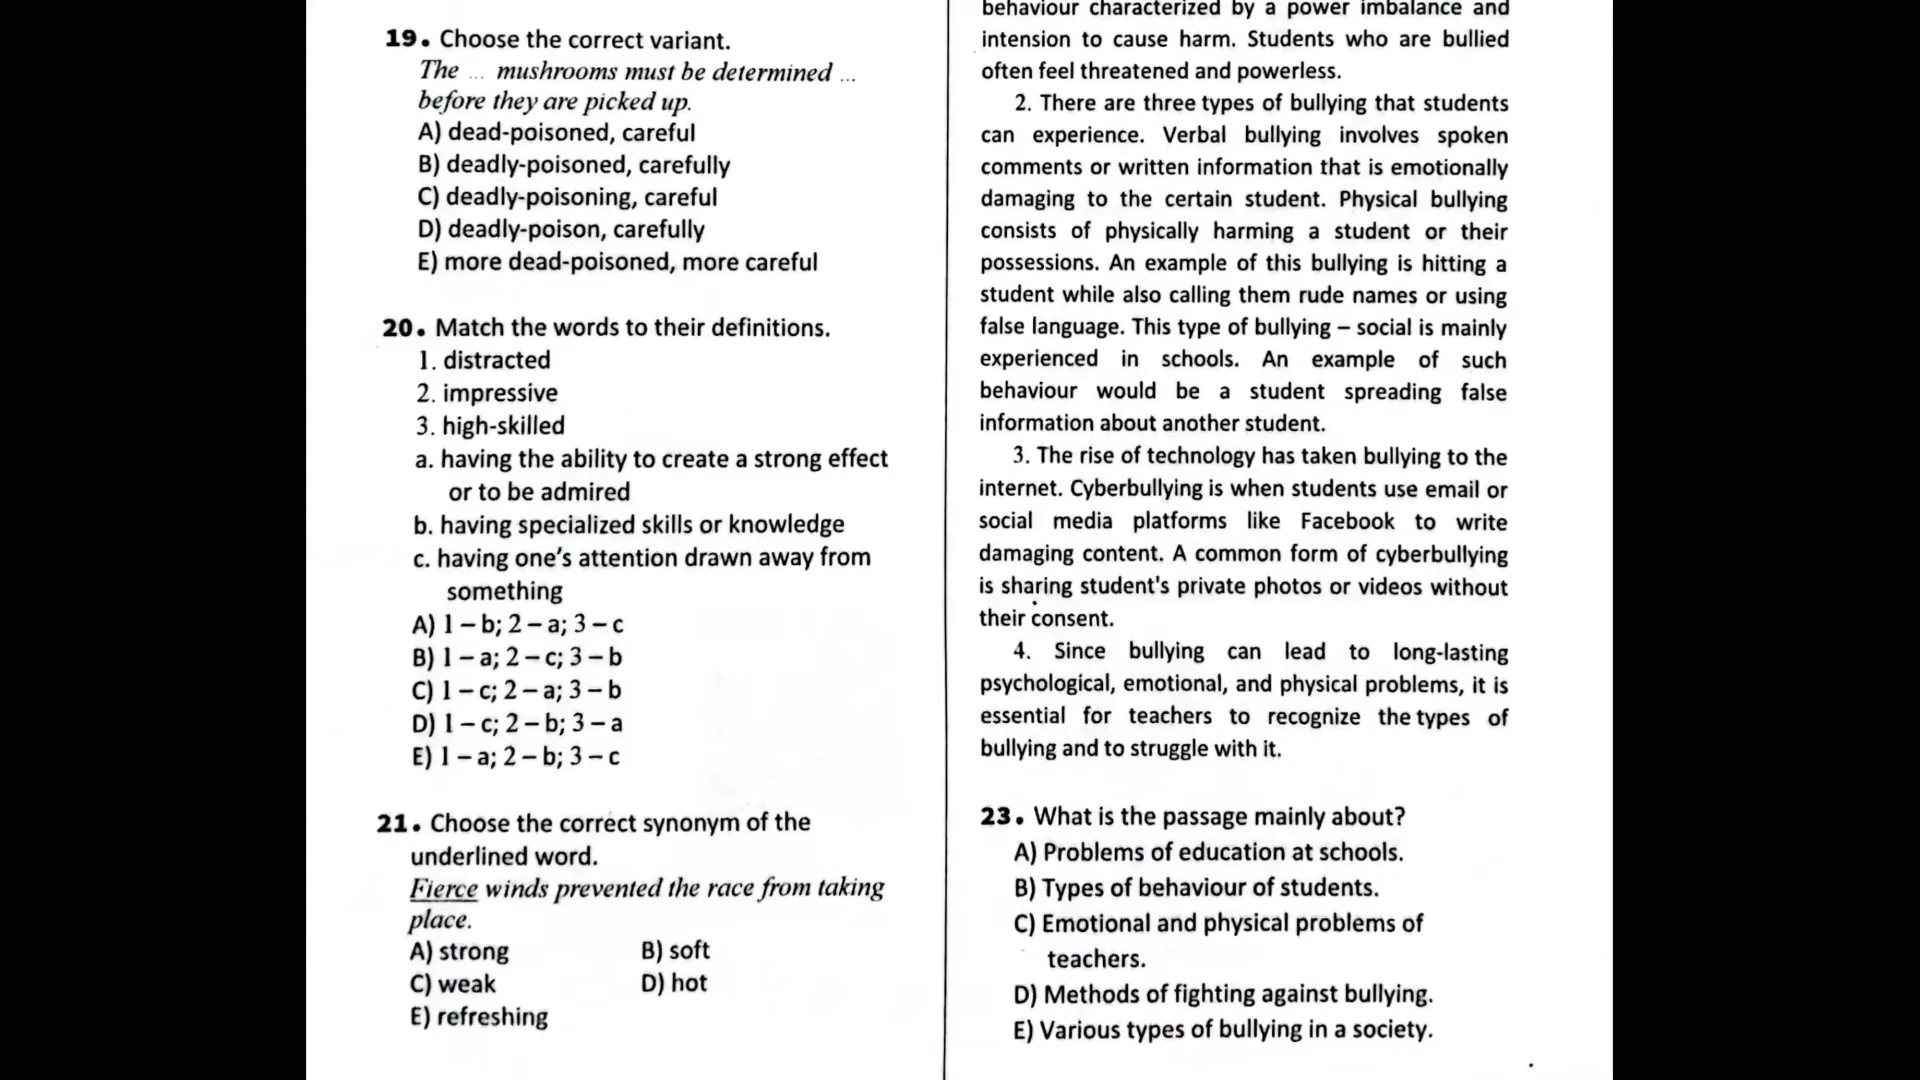 19. Choose the correct variant.
The ... mushrooms must be determined ...
before they are picked up.
A) dead-poisoned, careful
B) deadly-poisoned, carefully
C) deadly-poisoning, careful
D) deadly-poison, carefully
E) more dead-poisoned, more careful
20. Match the words to their definitions.
1. distracted
2. impressive
3. high-skilled
a. having the ability to create a strong effect
or to be admired
b. having specialized skills or knowledge
c. having one's attention drawn away from
something
A) 1 – b; 2 – a; 3 – c
B) 1 – a; 2 – c; 3 – b
C) 1 – c; 2 – a; 3 – b
D) 1 – c; 2 – b; 3 – a
E) 1 – a; 2 – b; 3 – c
21. Choose the correct synonym of the
underlined word.
Fierce winds prevented the race from taking
place.
A) strong B) soft
C) weak D) hot
E) refreshing
behaviour characterized by a power imbalance and
intension to cause harm. Students who are bullied
often feel threatened and powerless.
2. There are three types of bullying that students
can experience. Verbal bullying involves spoken
comments or written information that is emotionally
damaging to the certain student. Physical bullying
consists of physically harming a student or their
possessions. An example of this bullying is hitting a
student while also calling them rude names or using
false language. This type of bullying – social is mainly
experienced in schools. An example of such
behaviour would be a student spreading false
information about another student.
3. The rise of technology has taken bullying to the
internet. Cyberbullying is when students use email or
social media platforms like Facebook to write
damaging content. A common form of cyberbullying
is sharing student's private photos or videos without
their consent.
4. Since bullying can lead to long-lasting
psychological, emotional, and physical problems, it is
essential for teachers to recognize the types of
bullying and to struggle with it.
23. What is the passage mainly about?
A) Problems of education at schools.
B) Types of behaviour of students.
C) Emotional and physical problems of
teachers.
D) Methods of fighting against bullying.
E) Various types of bullying in a society.